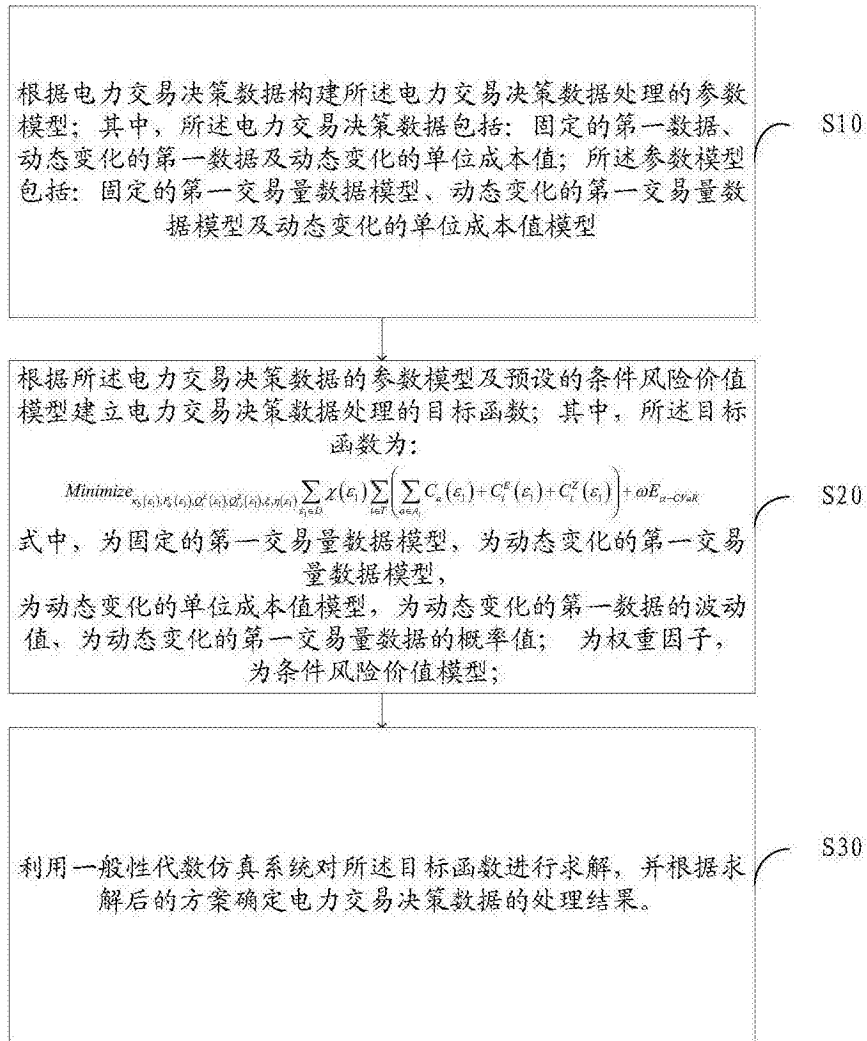 根据电力交易决策数据构建所述电力交易决策数据处理的参数
模型；其中，所述电力交易决策数据包括：固定的第一数据、
动态变化的第一数据及动态变化的单位成本值；所述参数模型
包括：固定的第一交易量数据模型、动态变化的第一交易量数
据模型及动态变化的单位成本值模型
S10
根据所述电力交易决策数据的参数模型及预设的条件风险价值
模型建立电力交易决策数据处理的目标函数；其中，所述目标
函数为：
Minimize Σ χ(ε₁) Σ ( Σ Cₐ(ε₁)+Cₜᴱ(ε₁)+Cₜᶻ(ε₁) ) +ωE
式中，为固定的第一交易量数据模型，为动态变化的第一交易
量数据模型，
为动态变化的单位成本值模型，为动态变化的第一数据的波动
值、为动态变化的第一交易量数据的概率值； 为权重因子，
为条件风险价值模型；
S20
利用一般性代数仿真系统对所述目标函数进行求解，并根据求
解后的方案确定电力交易决策数据的处理结果。
S30